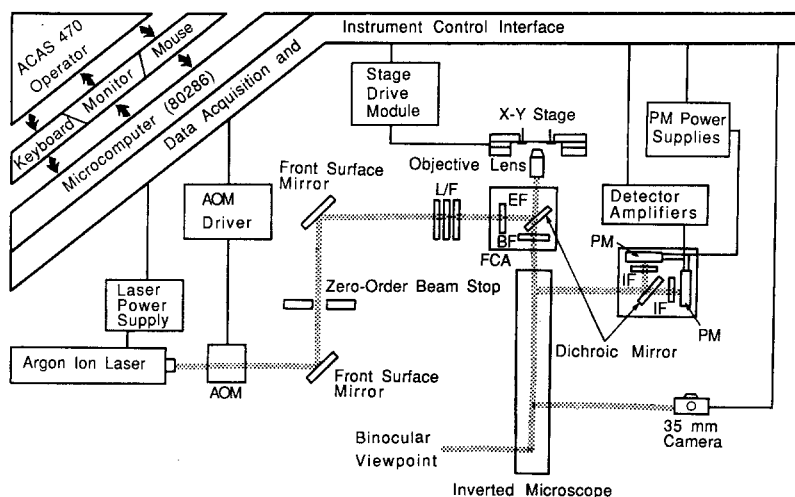 Instrument Control Interface
ACAS 470
Operator
Keyboard
Monitor
Mouse
Microcomputer (80286)
Data Acquisition and
Stage
Drive
Module
X-Y Stage
PM Power
Supplies
Objective
Lens
Front Surface
Mirror
L/F
EF
BF
FCA
AOM
Driver
Detector
Amplifiers
PM
IF
IF
PM
Laser
Power
Supply
Zero-Order Beam Stop
Dichroic Mirror
Argon Ion Laser
AOM
Front Surface
Mirror
35 mm
Camera
Binocular
Viewpoint
Inverted Microscope